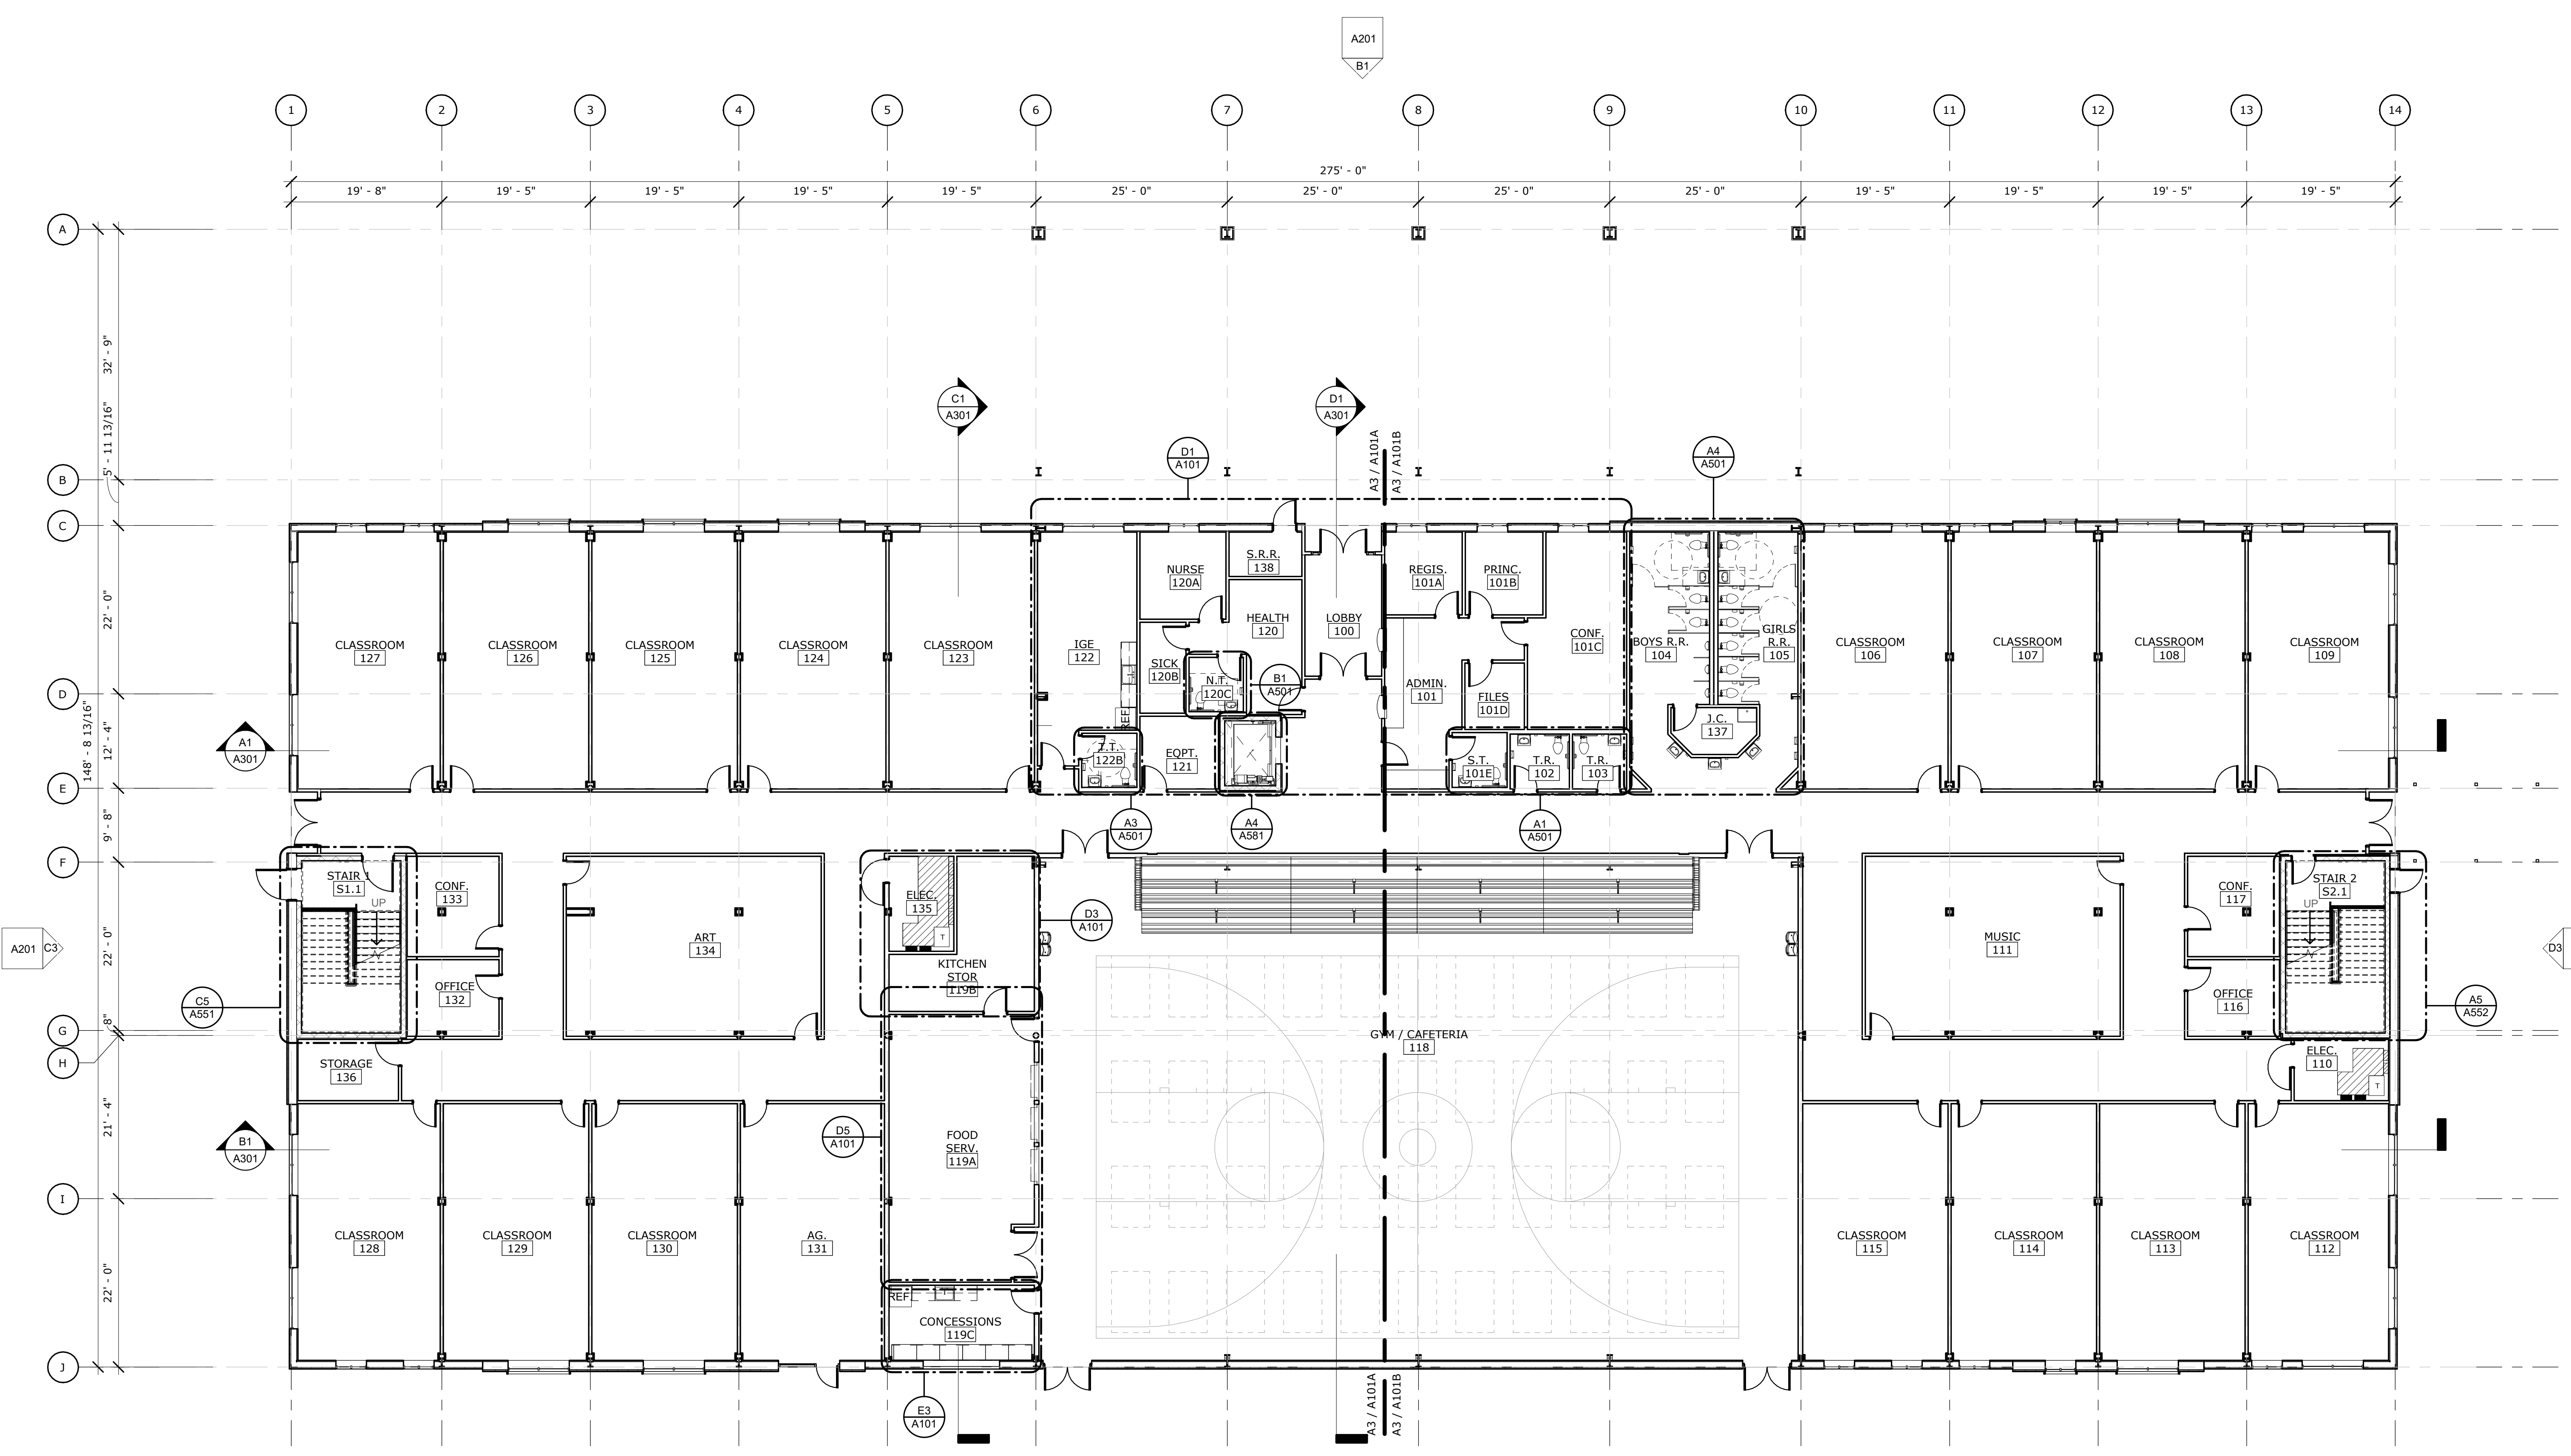 A201
B1
1
2
3
4
5
6
7
8
9
10
11
12
13
14
275' - 0"
19' - 8"
19' - 5"
19' - 5"
19' - 5"
19' - 5"
25' - 0"
25' - 0"
25' - 0"
25' - 0"
19' - 5"
19' - 5"
19' - 5"
19' - 5"
A
32' - 9"
C1
A301
D1
A301
5' - 11 13/16"
A3 / A101A
A3 / A101B
D1
A101
A4
A501
B
C
22' - 0"
148' - 8 13/16"
D
12' - 4"
E
9' - 8"
F
22' - 0"
G
8"
H
21' - 4"
I
22' - 0"
J
CLASSROOM
127
CLASSROOM
126
CLASSROOM
125
CLASSROOM
124
CLASSROOM
123
IGE
122
REF.
NURSE
120A
S.R.R.
138
HEALTH
120
SICK
120B
N.T.
120C
B1
A501
LOBBY
100
REGIS.
101A
PRINC.
101B
CONF.
101C
ADMIN.
101
FILES
101D
BOYS R.R.
104
GIRLS
R.R.
105
J.C.
137
CLASSROOM
106
CLASSROOM
107
CLASSROOM
108
CLASSROOM
109
A1
A301
T.T.
122B
EQPT.
121
S.T.
101E
T.R.
102
T.R.
103
A3
A501
A4
A581
A1
A501
STAIR 1
S1.1
UP
CONF.
133
OFFICE
132
ART
134
ELEC.
135
T
KITCHEN
STOR
119B
D3
A101
MUSIC
111
CONF.
117
OFFICE
116
STAIR 2
S2.1
UP
A201
C3
D3
C5
A551
A5
A552
STORAGE
136
GYM / CAFETERIA
118
ELEC.
110
T
B1
A301
D5
A101
FOOD
SERV.
119A
CLASSROOM
128
CLASSROOM
129
CLASSROOM
130
AG.
131
CLASSROOM
115
CLASSROOM
114
CLASSROOM
113
CLASSROOM
112
REF.
CONCESSIONS
119C
E3
A101
A3 / A101A
A3 / A101B